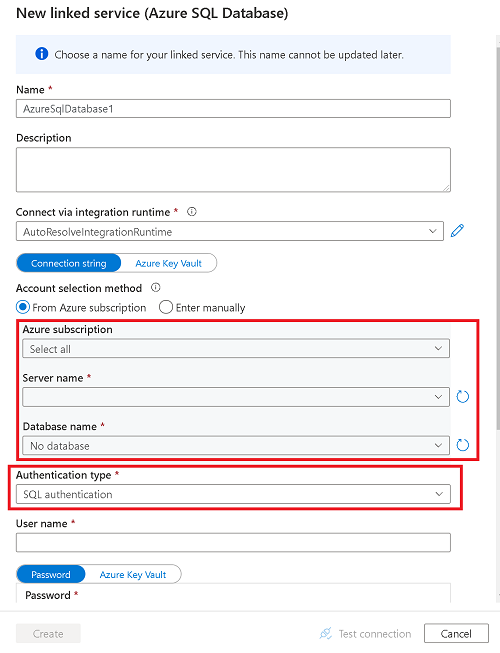 New linked service (Azure SQL Database)
Choose a name for your linked service. This name cannot be updated later.
Name *
AzureSqlDatabase1
Description
Connect via integration runtime *
AutoResolveIntegrationRuntime
Connection string Azure Key Vault
Account selection method
From Azure subscription Enter manually
Azure subscription
Select all
Server name *
Database name *
No database
Authentication type *
SQL authentication
User name *
Password Azure Key Vault
Password *
Create Test connection Cancel